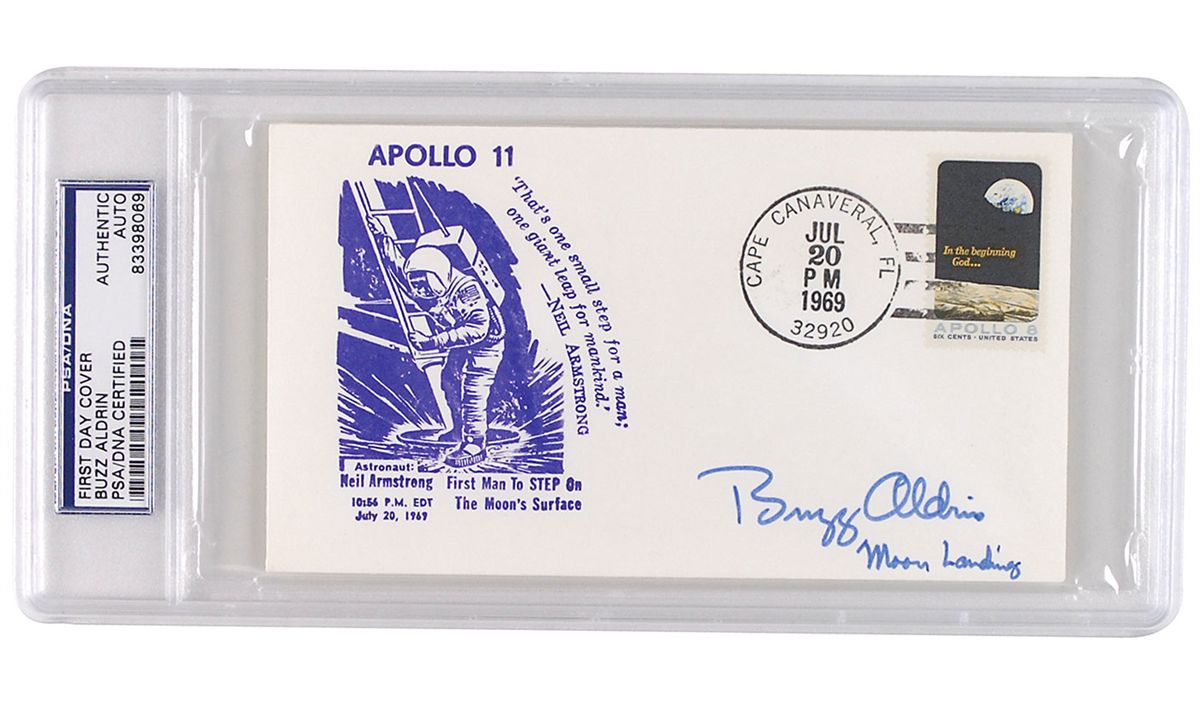 PSA/DNA
FIRST DAY COVER
BUZZ ALDRIN
PSA/DNA CERTIFIED
AUTHENTIC
AUTO
83398089
APOLLO 11
'That's one small step for a man;
one giant leap for mankind.'
—NEIL ARMSTRONG
Astronaut:
Neil Armstrong First Man To STEP On
10:56 P.M. EDT The Moon's Surface
July 20, 1969
CAPE CANAVERAL, FL
JUL
20
PM
1969
32920
In the beginning
God...
APOLLO 8
SIX CENTS · UNITED STATES
Buzz Aldrin
Moon Landing